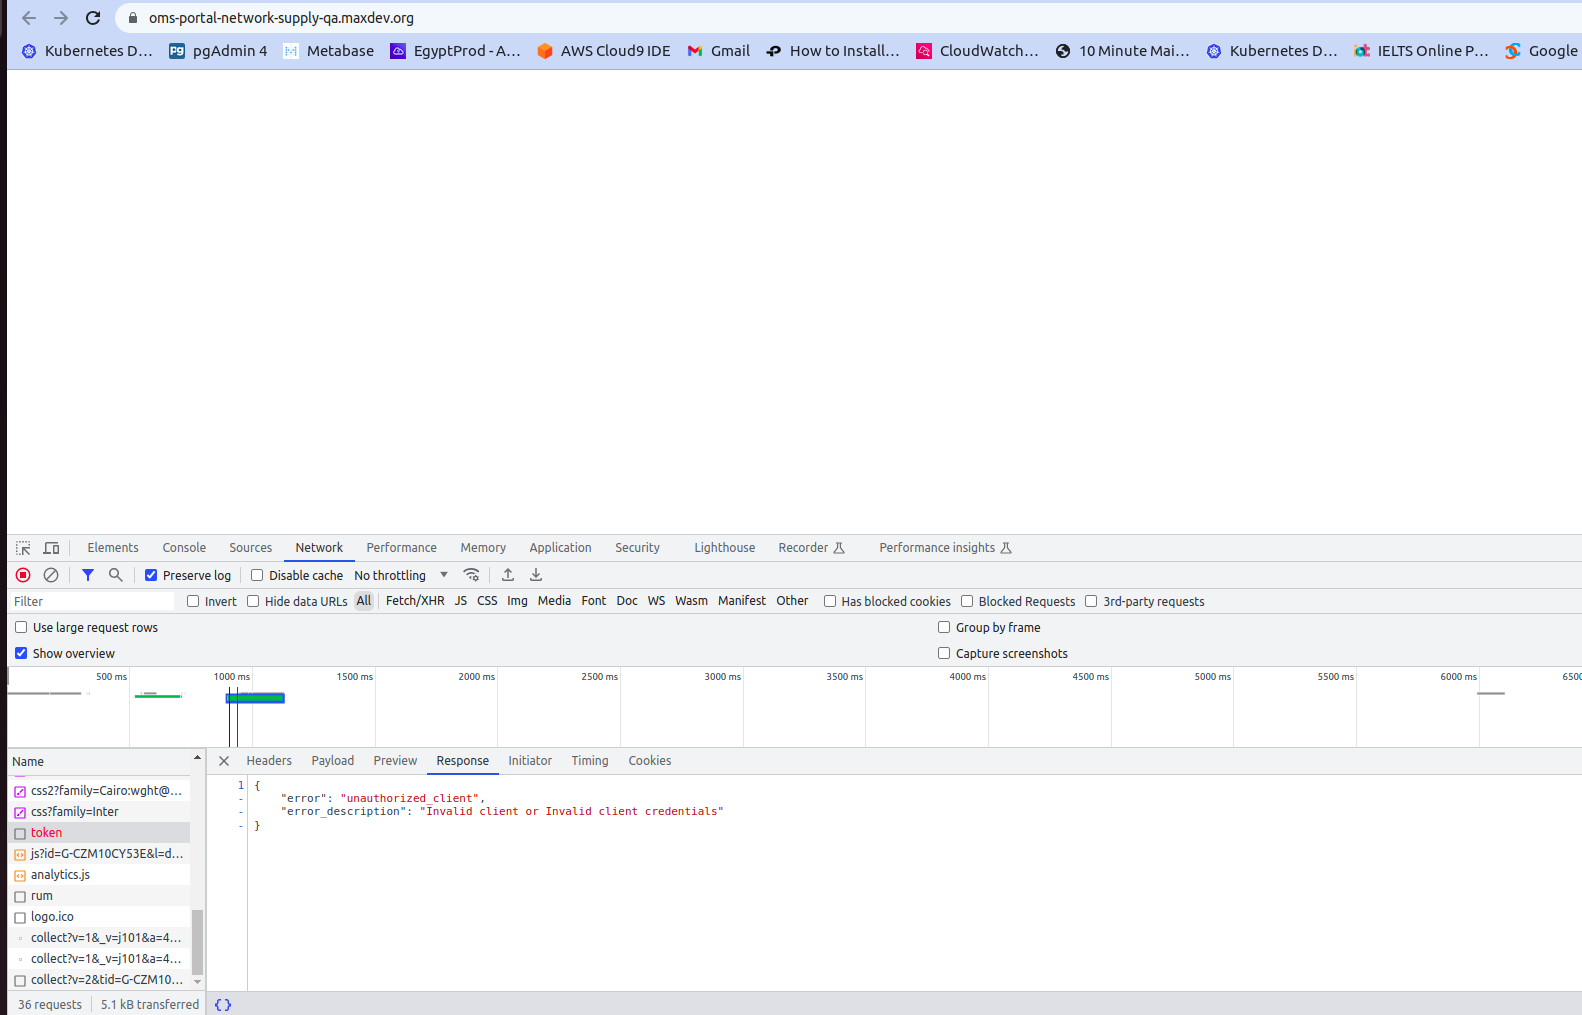 oms-portal-network-supply-qa.maxdev.org
Kubernetes D... pgAdmin 4 Metabase EgyptProd - A... AWS Cloud9 IDE Gmail How to Install... CloudWatch... 10 Minute Mai... Kubernetes D... IELTS Online P... Google
Elements Console Sources Network Performance Memory Application Security Lighthouse Recorder Performance insights
Preserve log Disable cache No throttling
Filter Invert Hide data URLs All Fetch/XHR JS CSS Img Media Font Doc WS Wasm Manifest Other Has blocked cookies Blocked Requests 3rd-party requests
Use large request rows Group by frame
Show overview Capture screenshots
500 ms 1000 ms 1500 ms 2000 ms 2500 ms 3000 ms 3500 ms 4000 ms 4500 ms 5000 ms 5500 ms 6000 ms 6500
Name Headers Payload Preview Response Initiator Timing Cookies
css2?family=Cairo:wght@...
css?family=Inter
token
js?id=G-CZM10CY53E&l=d...
analytics.js
rum
logo.ico
collect?v=1&_v=j101&a=4...
collect?v=1&_v=j101&a=4...
collect?v=2&tid=G-CZM10...
1 {
- "error": "unauthorized_client",
- "error_description": "Invalid client or Invalid client credentials"
- }
36 requests 5.1 kB transferred { }